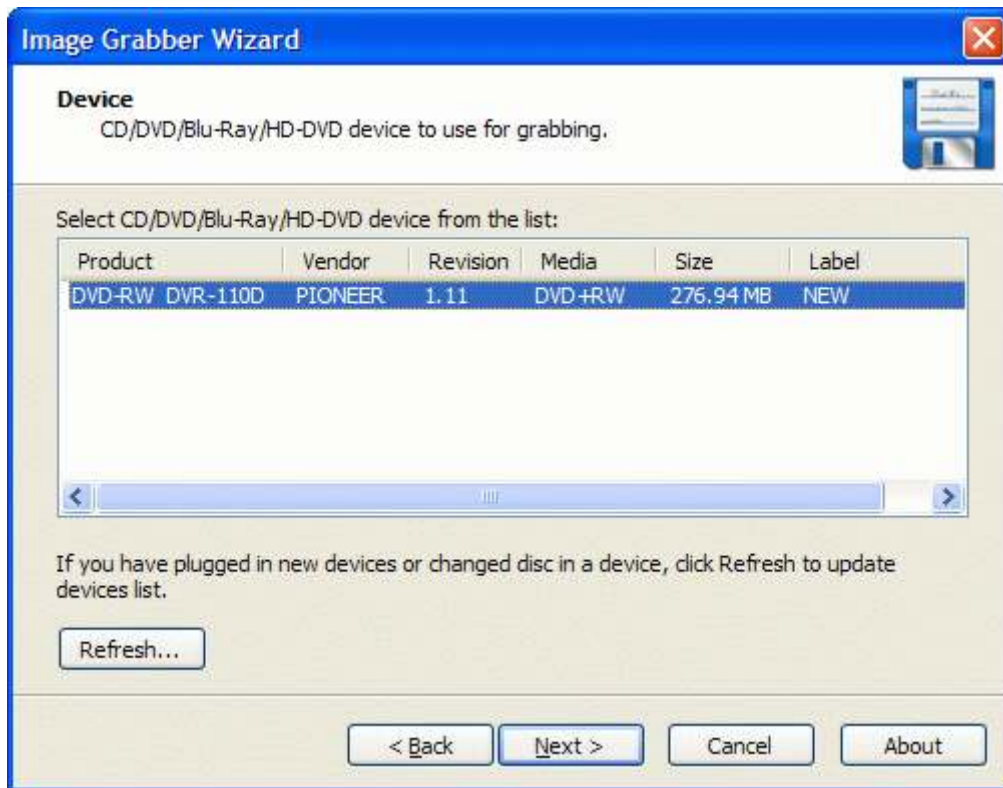 Image Grabber Wizard
Device
CD/DVD/Blu-Ray/HD-DVD device to use for grabbing.
Select CD/DVD/Blu-Ray/HD-DVD device from the list:
Product Vendor Revision Media Size Label
DVD-RW DVR-110D PIONEER 1.11 DVD+RW 276.94 MB NEW
If you have plugged in new devices or changed disc in a device, click Refresh to update
devices list.
Refresh...
< Back Next > Cancel About